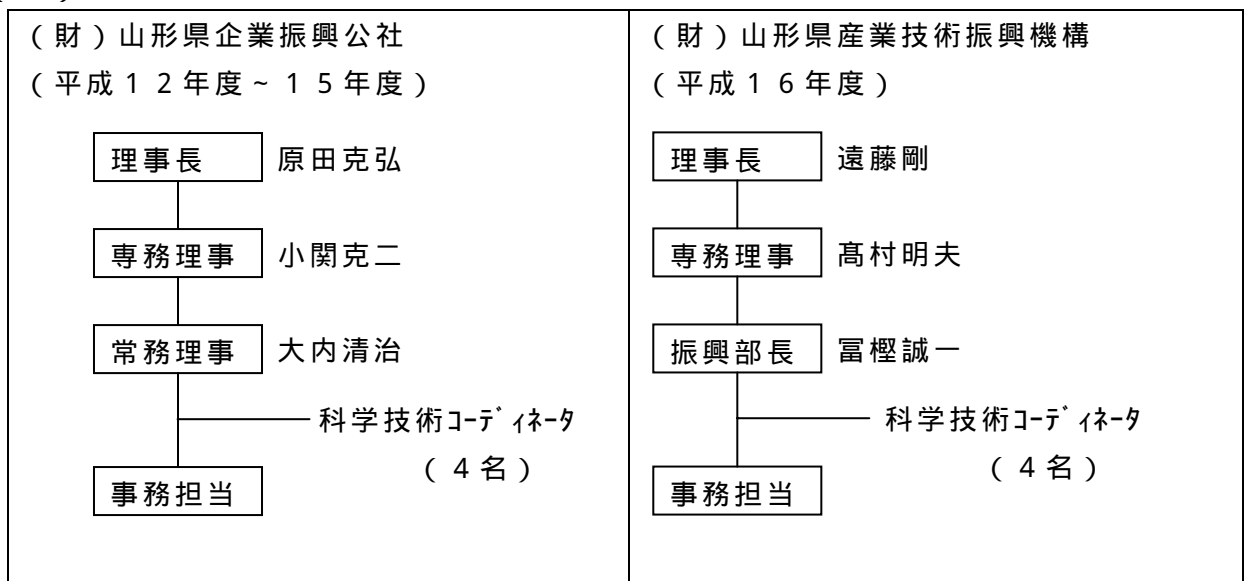 (財)山形県企業振興公社
(平成12年度~15年度)
理事長 原田克弘
専務理事 小関克二
常務理事 大内清治
科学技術ｺｰﾃﾞｨﾈｰﾀ
(4名)
事務担当
(財)山形県産業技術振興機構
(平成16年度)
理事長 遠藤剛
専務理事 髙村明夫
振興部長 冨樫誠一
科学技術ｺｰﾃﾞｨﾈｰﾀ
(4名)
事務担当